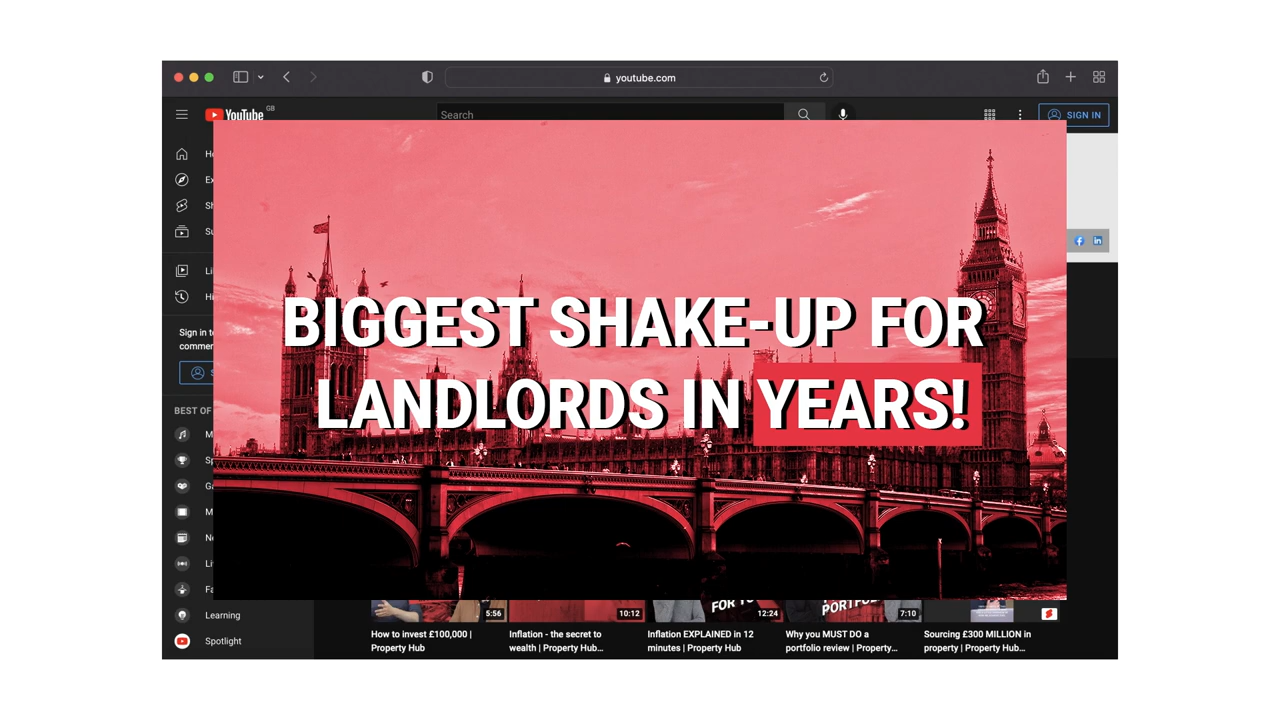 youtube.com
YouTube GB
Search
SIGN IN
BIGGEST SHAKE-UP FOR
LANDLORDS IN YEARS!
Sign in
BEST OF
Learning
Spotlight
5:56
10:12
12:24
7:10
How to invest £100,000 |
Property Hub
Inflation - the secret to
wealth | Property Hub...
Inflation EXPLAINED in 12
minutes | Property Hub
Why you MUST DO a
portfolio review | Property...
Sourcing £300 MILLION in
property | Property Hub...